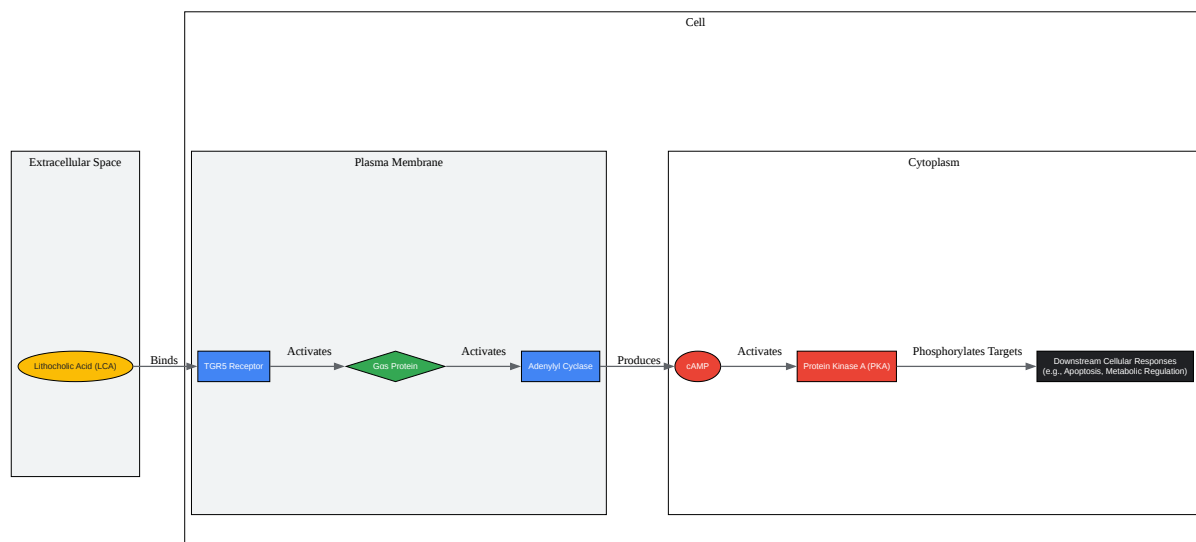 Cell
Extracellular Space
Plasma Membrane
Cytoplasm
Lithocholic Acid (LCA)
Binds
TGR5 Receptor
Activates
Gαs Protein
Activates
Adenylyl Cyclase
Produces
cAMP
Activates
Protein Kinase A (PKA)
Phosphorylates Targets
Downstream Cellular Responses
(e.g., Apoptosis, Metabolic Regulation)